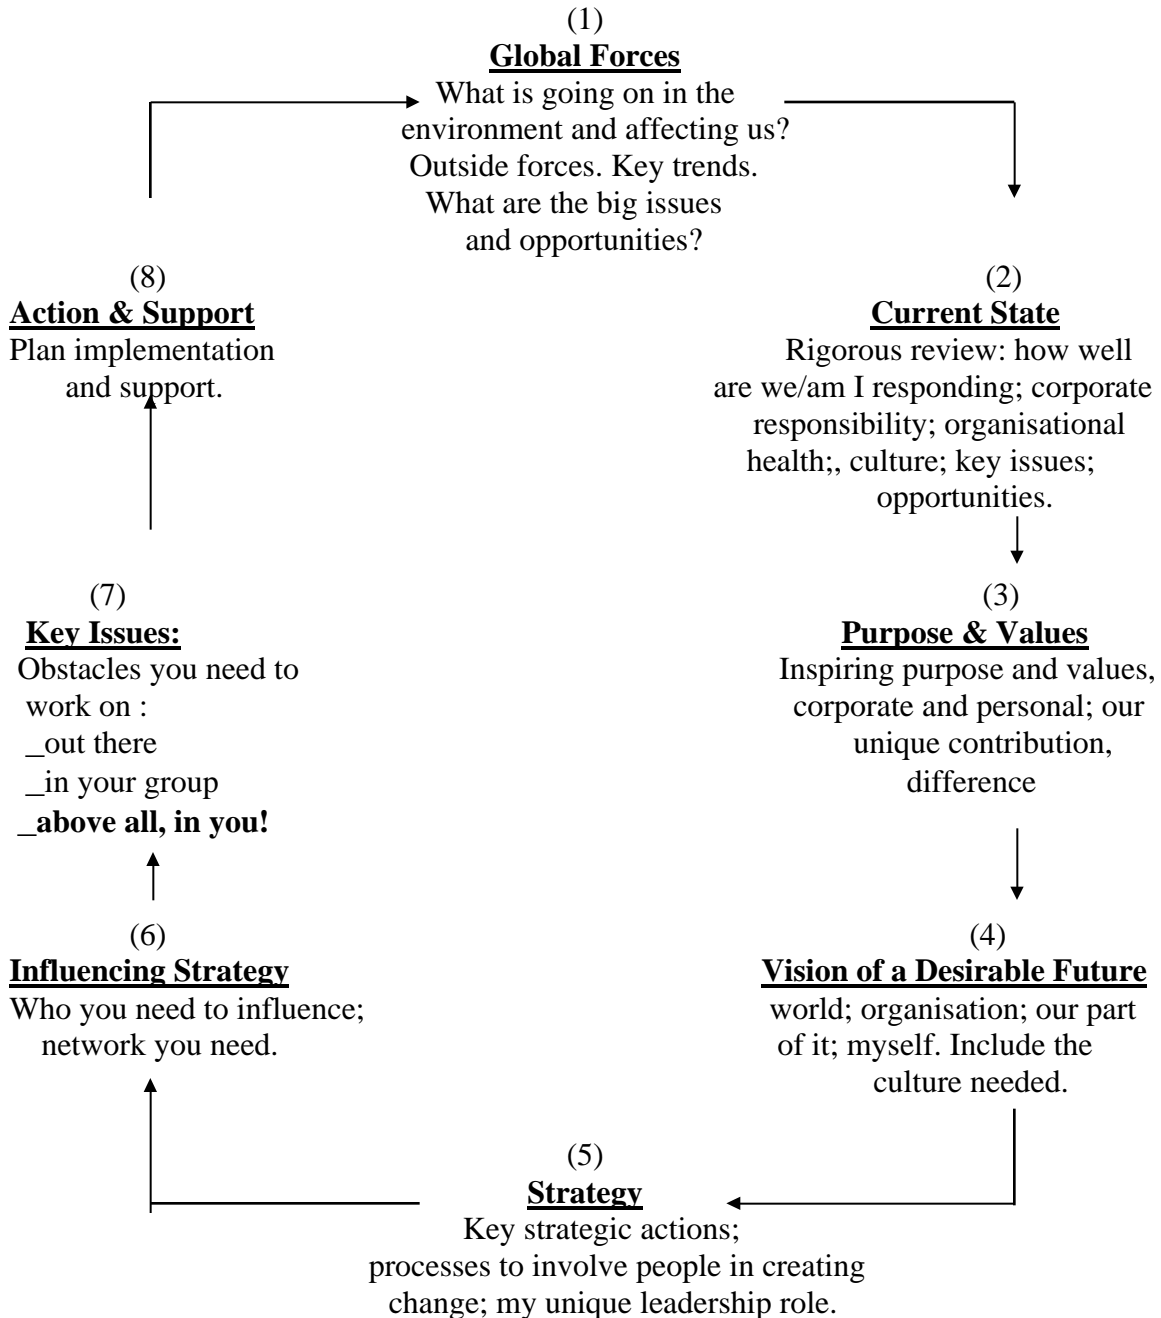 (1)
Global Forces
What is going on in the
environment and affecting us?
Outside forces. Key trends.
What are the big issues
and opportunities?
(2)
Current State
Rigorous review: how well
are we/am I responding; corporate
responsibility; organisational
health;, culture; key issues;
opportunities.
(3)
Purpose & Values
Inspiring purpose and values,
corporate and personal; our
unique contribution,
difference
(4)
Vision of a Desirable Future
world; organisation; our part
of it; myself. Include the
culture needed.
(5)
Strategy
Key strategic actions;
processes to involve people in creating
change; my unique leadership role.
(6)
Influencing Strategy
Who you need to influence;
network you need.
(7)
Key Issues:
Obstacles you need to
work on :
_out there
_in your group
_above all, in you!
(8)
Action & Support
Plan implementation
and support.